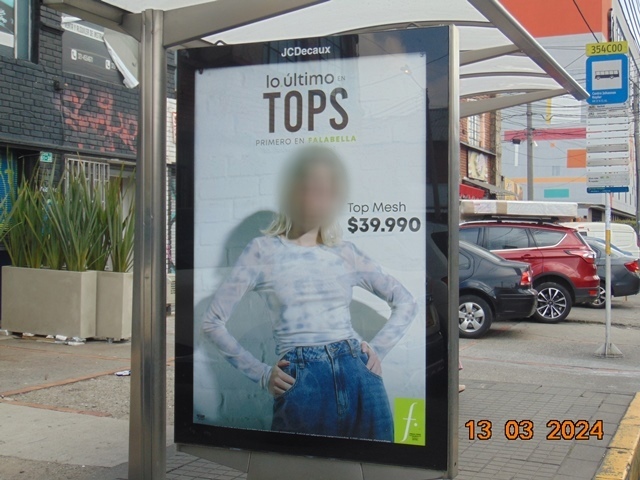 JCDecaux
lo último EN
TOPS
PRIMERO EN FALABELLA
Top Mesh
$39.990
f.
354C00
13 03 2024